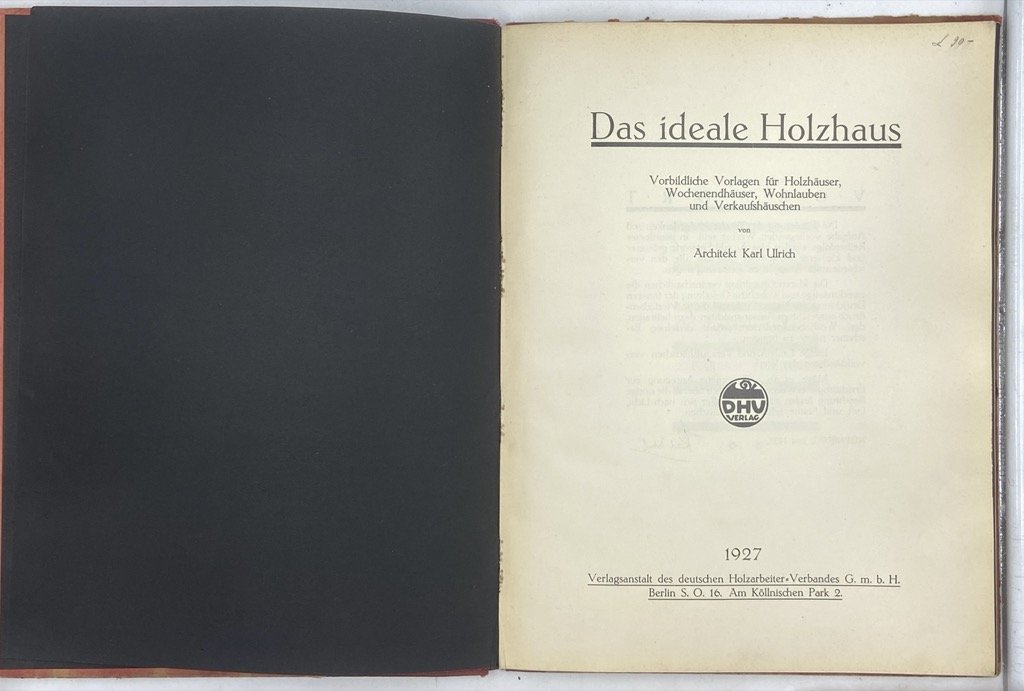 £ 90-
Das ideale Holzhaus
Vorbildliche Vorlagen für Holzhäuser,
Wochenendhäuser, Wohnlauben
und Verkaufshäuschen
von
Architekt Karl Ulrich
DHV
VERLAG
1927
Verlagsanstalt des deutschen Holzarbeiter-Verbandes G. m. b. H.
Berlin S. O. 16. Am Köllnischen Park 2.